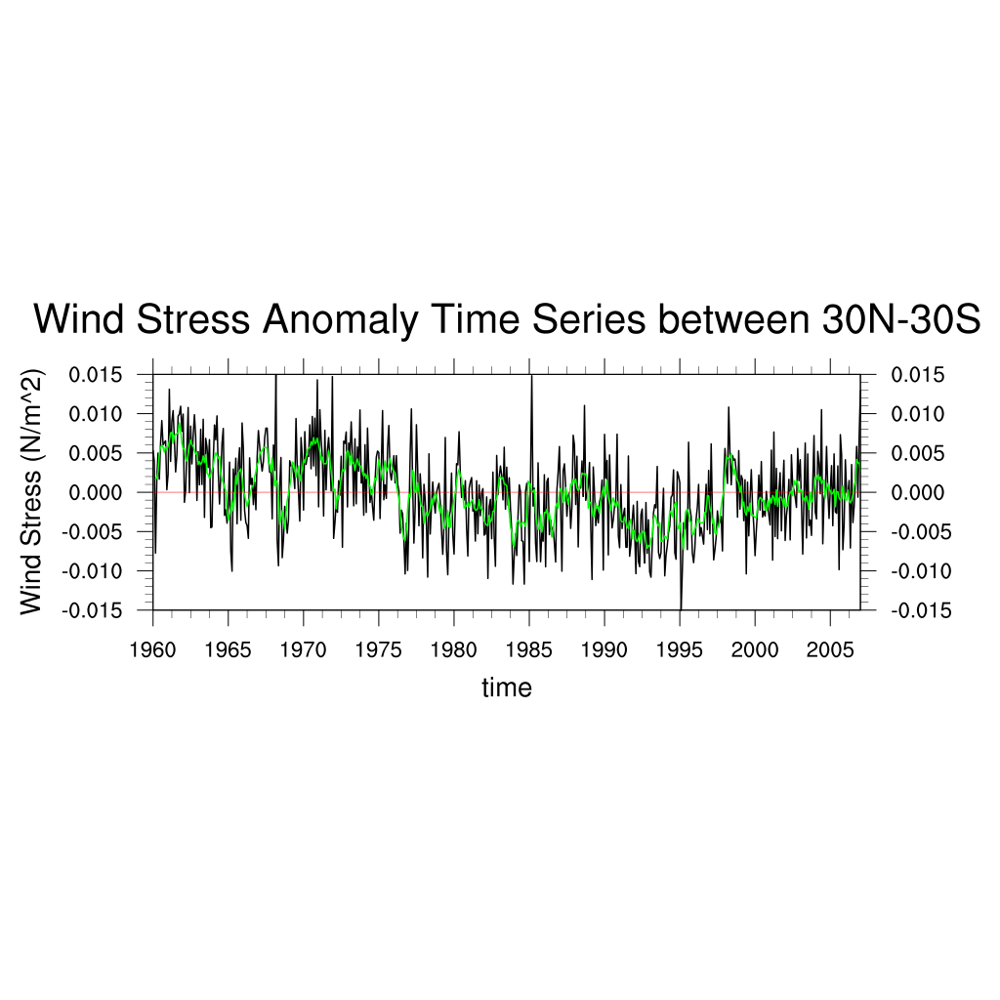 Wind Stress Anomaly Time Series between 30N-30S
Wind Stress (N/m^2)
0.015 0.015
0.010 0.010
0.005 0.005
0.000 0.000
-0.005 -0.005
-0.010 -0.010
-0.015 -0.015
1960 1965 1970 1975 1980 1985 1990 1995 2000 2005
time